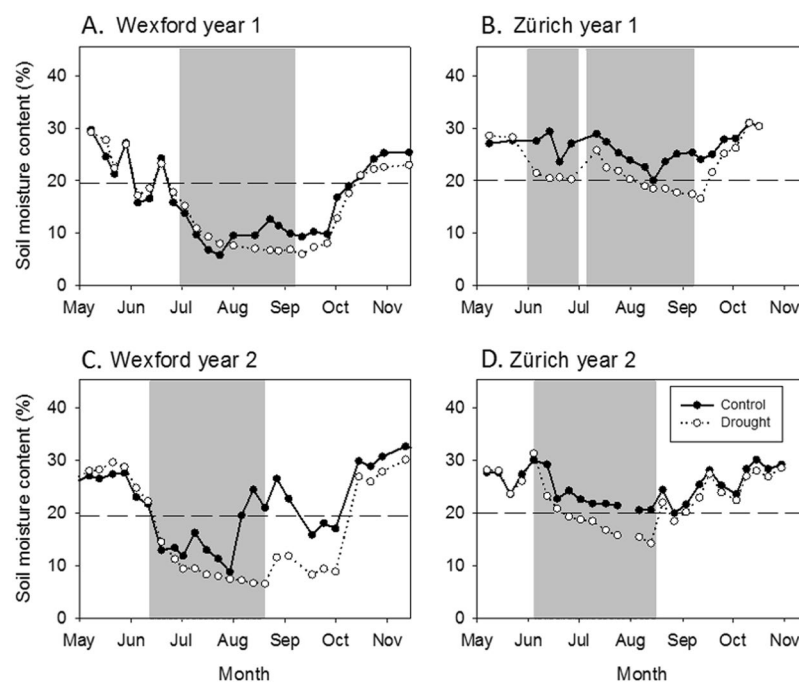 A. Wexford year 1
B. Zürich year 1
Soil moisture content (%)
40
30
20
10
0
May Jun Jul Aug Sep Oct Nov
40
30
20
10
0
May Jun Jul Aug Sep Oct Nov
C. Wexford year 2
D. Zürich year 2
Soil moisture content (%)
40
30
20
10
0
May Jun Jul Aug Sep Oct Nov
Month
40
30
20
10
0
Control
Drought
May Jun Jul Aug Sep Oct Nov
Month